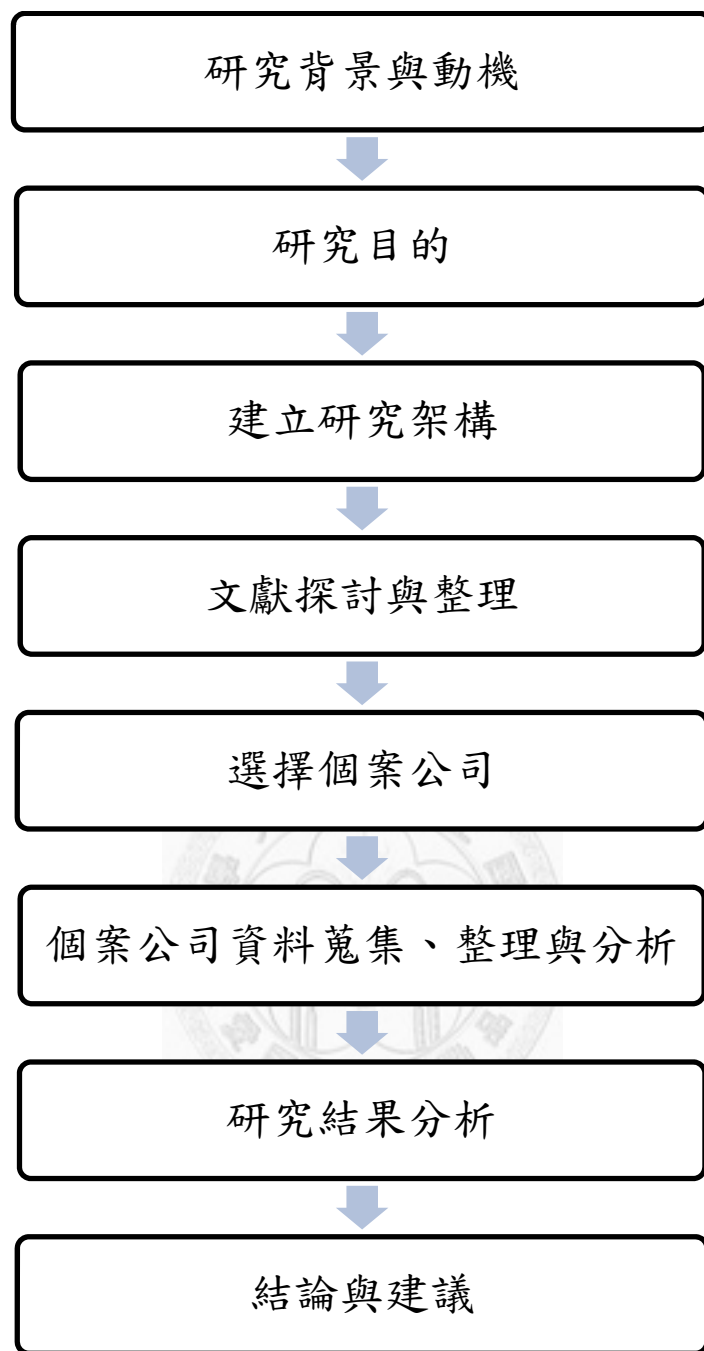 研究背景與動機
研究目的
建立研究架構
文獻探討與整理
選擇個案公司
個案公司資料蒐集、整理與分析
研究結果分析
結論與建議